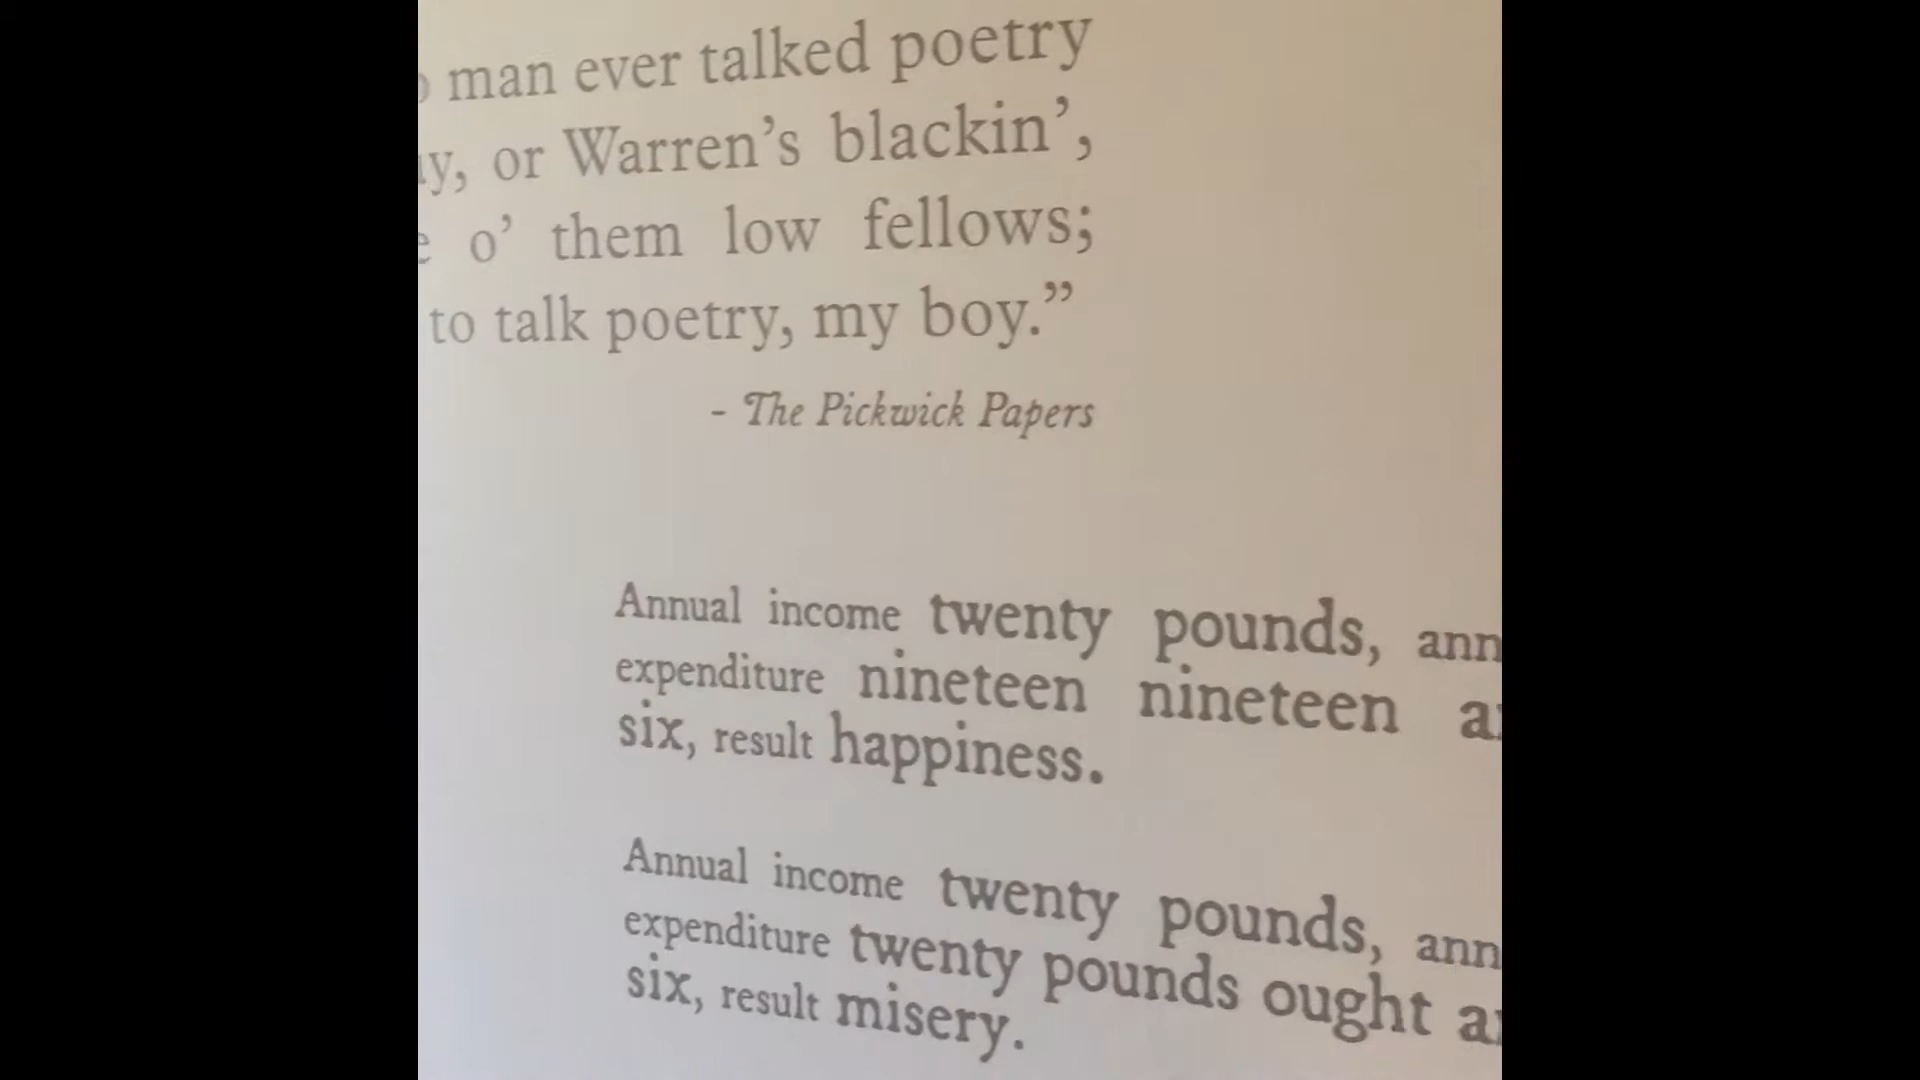 man ever talked poetry
or Warren’s blackin’,
o’ them low fellows;
to talk poetry, my boy.”
- The Pickwick Papers
Annual income twenty pounds,
expenditure nineteen nineteen
six, result happiness.
Annual income twenty pounds,
expenditure twenty pounds ought
six, result misery.